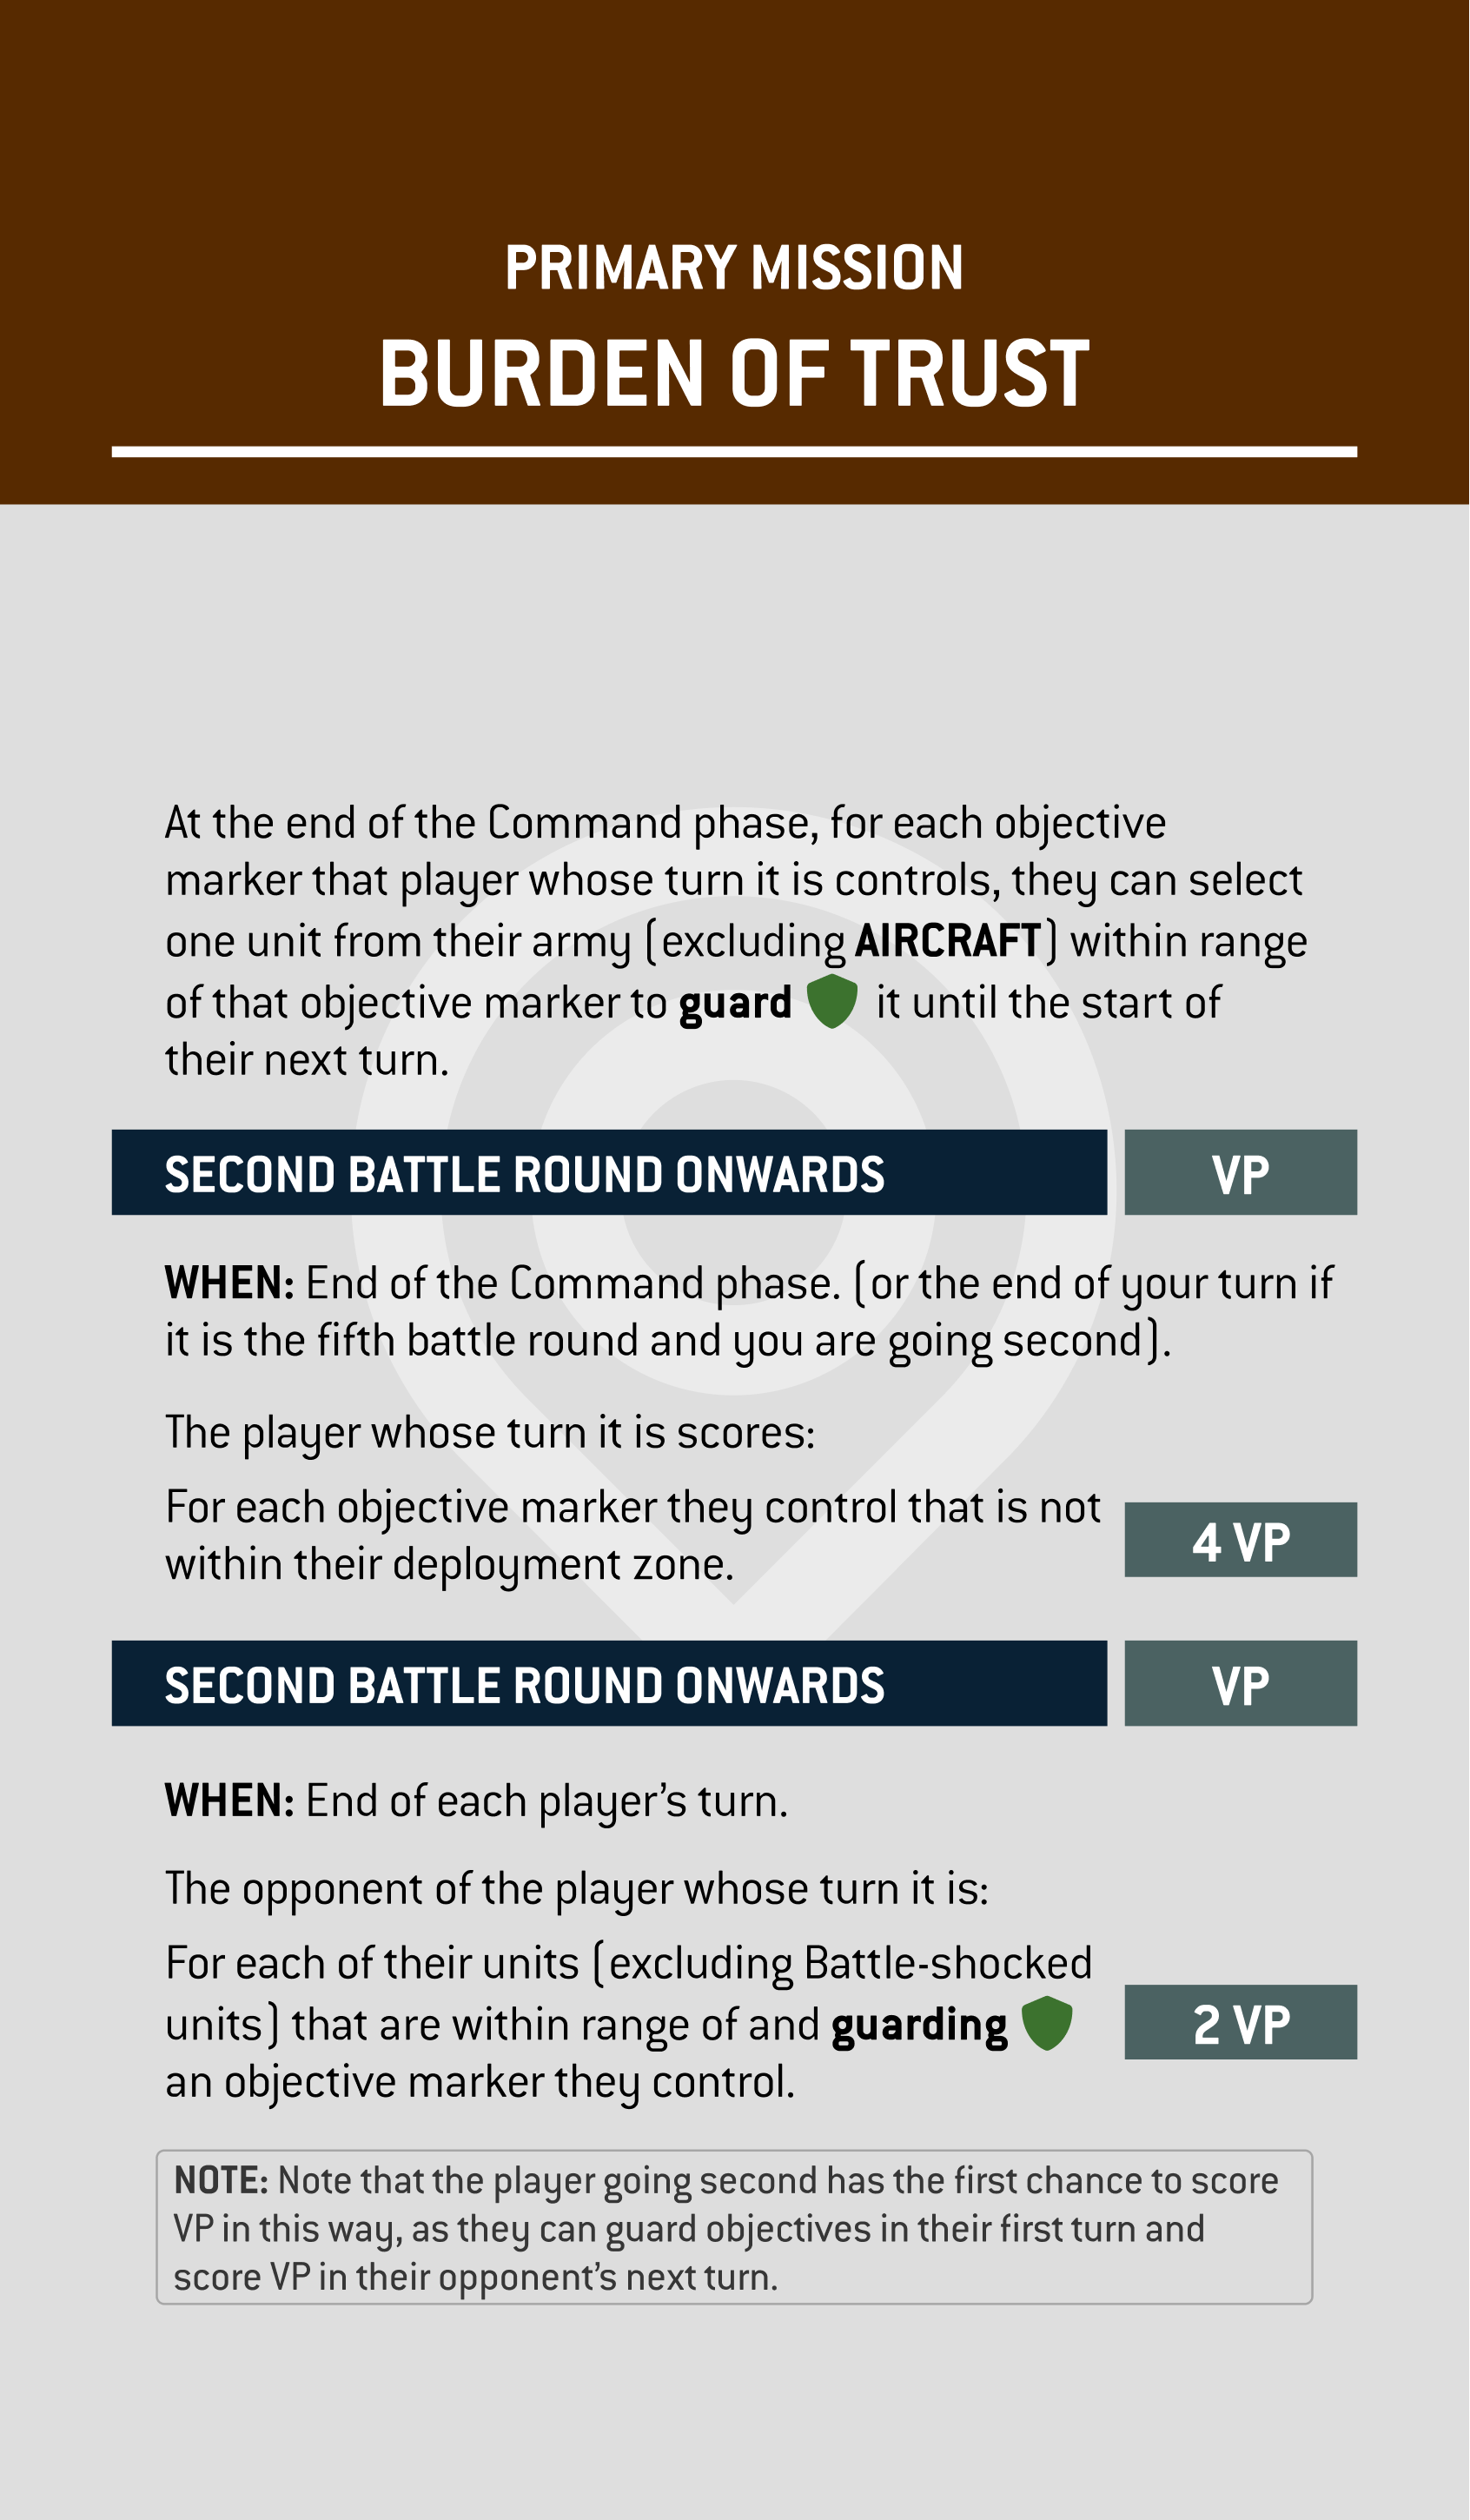 PRIMARY MISSION
BURDEN OF TRUST
At the end of the Command phase, for each objective
marker that player whose turn it is controls, they can select
one unit from their army (excluding AIRCRAFT) within range
of that objective marker to guard it until the start of
their next turn.
SECOND BATTLE ROUND ONWARDS VP
WHEN: End of the Command phase. (or the end of your turn if
it is the fifth battle round and you are going second).
The player whose turn it is scores:
For each objective marker they control that is not
within their deployment zone.
4 VP
SECOND BATTLE ROUND ONWARDS VP
WHEN: End of each player's turn.
The opponent of the player whose turn it is:
For each of their units (excluding Battle-shocked
units) that are within range of and guarding
an objective marker they control.
2 VP
NOTE: Note that the player going second has the first chance to score
VP in this way, as they can guard objectives in their first turn and
score VP in their opponent's next turn.